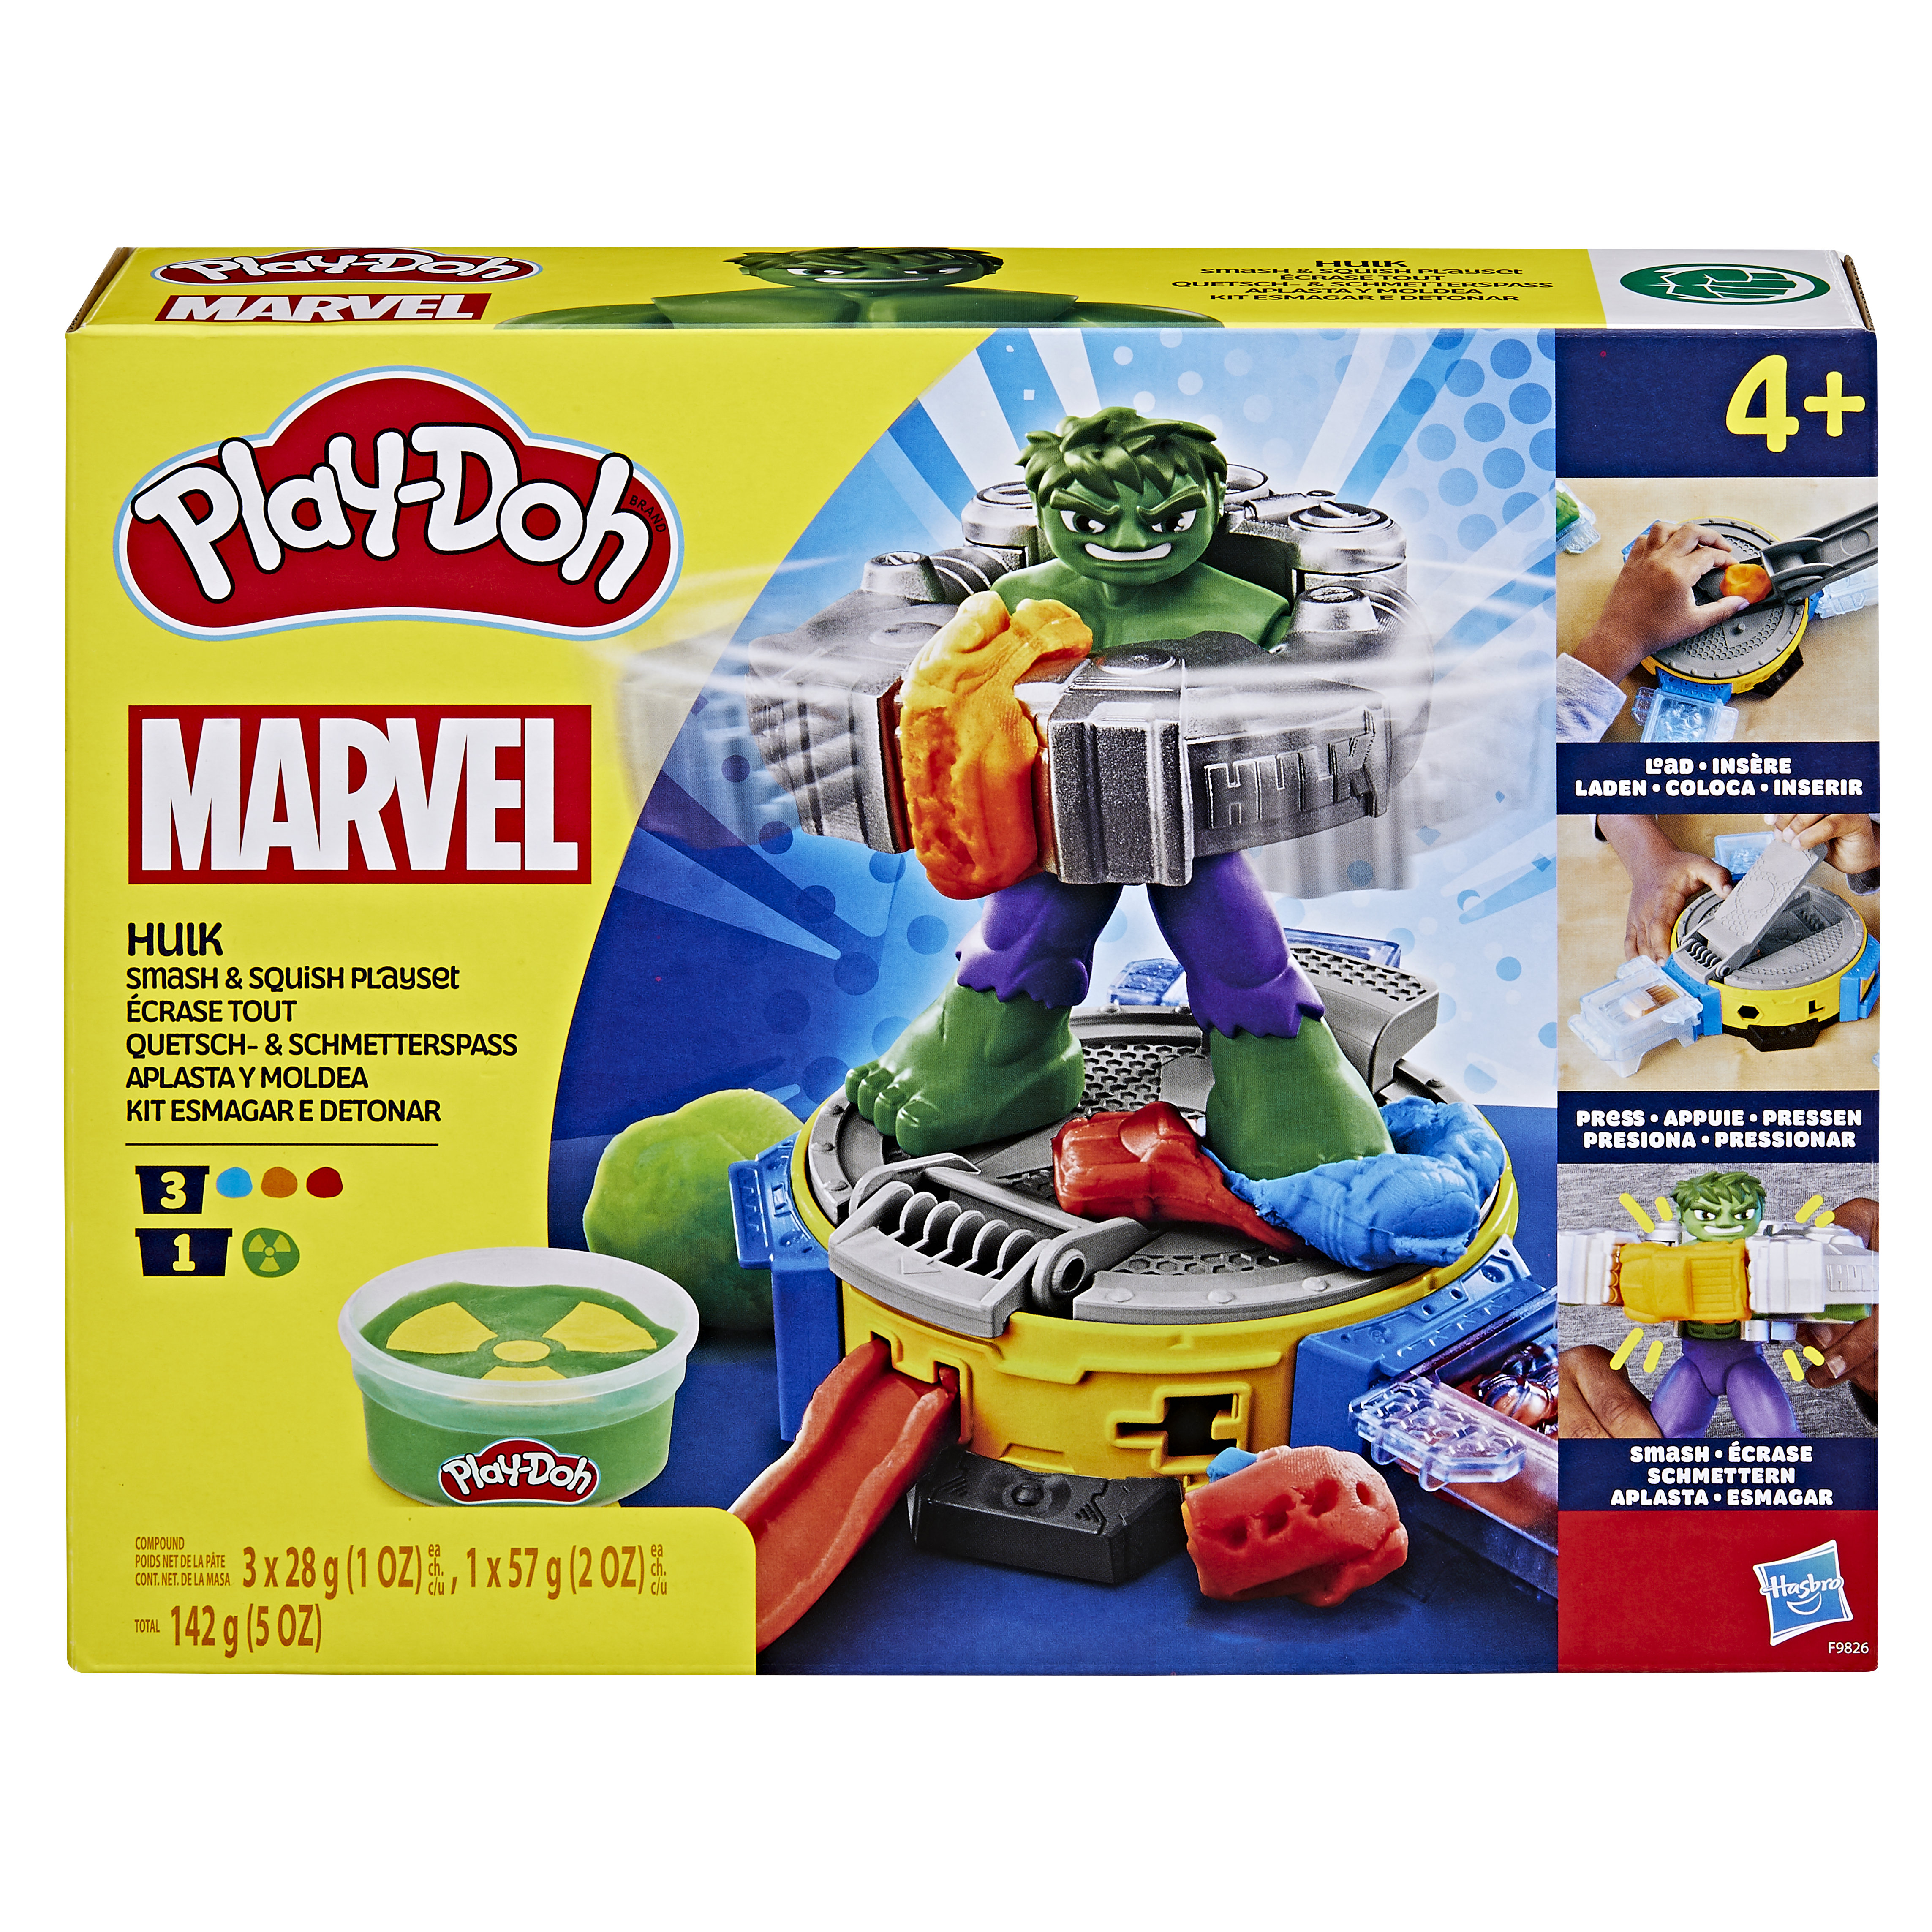 Play-Doh
MARVEL
HULK
Smash & Squish Playset
ÉCRASE TOUT
QUETSCH- & SCHMETTERSPASS
APLASTA Y MOLDEA
KIT ESMAGAR E DETONAR
4+
Play-Doh
BRAND
MARVEL
HULK
Smash & Squish Playset
ÉCRASE TOUT
QUETSCH- & SCHMETTERSPASS
APLASTA Y MOLDEA
KIT ESMAGAR E DETONAR
3
1
HULK
Play-Doh
COMPOUND
POIDS NET DE LA PÂTE
CONT. NET. DE LA MASA
3 x 28 g (1 OZ) ea ch. c/u, 1 x 57 g (2 OZ) ea ch. c/u
TOTAL 142 g (5 OZ)
Load • INSÈRE
LADEN • COLOCA • INSERIR
Press • APPUIE • PRESSEN
PRESIONA • PRESSIONAR
HULK
Smash • ÉCRASE
SCHMETTERN
APLASTA • ESMAGAR
Hasbro
F9826